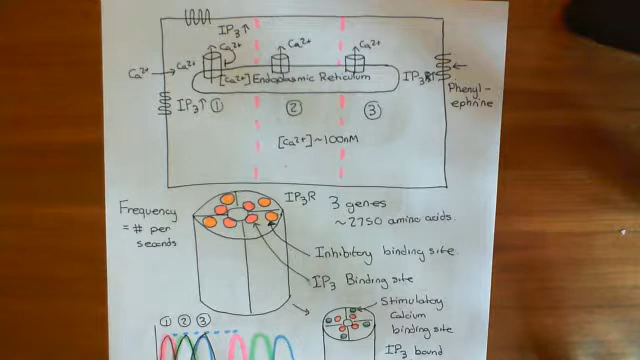 IP3↑
Ca2+
Ca2+
Ca2+
Ca2+ → Ca2+
[Ca2+] Endoplasmic Reticulum
IP3↑
IP3↑ ①
②
③
Phenyl-
ephrine
[Ca2+]~100nM
IP3R
3 genes
~2750 amino acids.
Frequency
= # per
seconds
Inhibitory binding site.
IP3 Binding site
Stimulatory
Calcium
binding site
IP3 bound
① ② ③